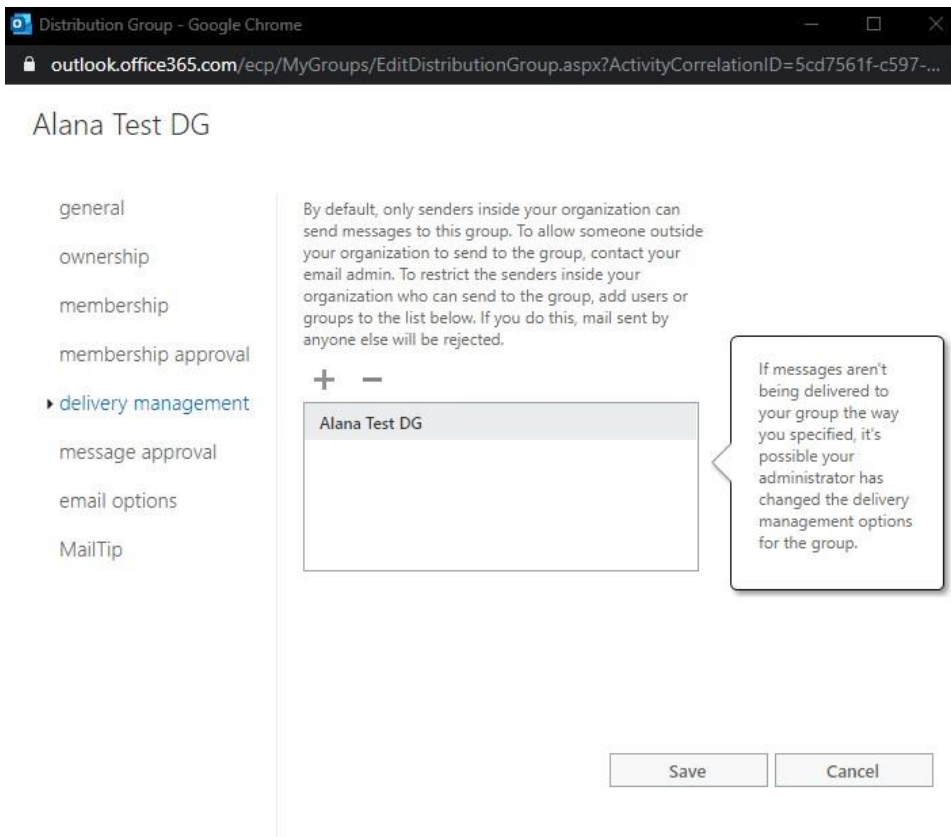 Distribution Group - Google Chrome
outlook.office365.com/ecp/MyGroups/EditDistributionGroup.aspx?ActivityCorrelationID=5cd7561f-c597-...
Alana Test DG
general
ownership
membership
membership approval
delivery management
message approval
email options
MailTip
By default, only senders inside your organization can
send messages to this group. To allow someone outside
your organization to send to the group, contact your
email admin. To restrict the senders inside your
organization who can send to the group, add users or
groups to the list below. If you do this, mail sent by
anyone else will be rejected.
Alana Test DG
If messages aren't
being delivered to
your group the way
you specified, it's
possible your
administrator has
changed the delivery
management options
for the group.
Save
Cancel